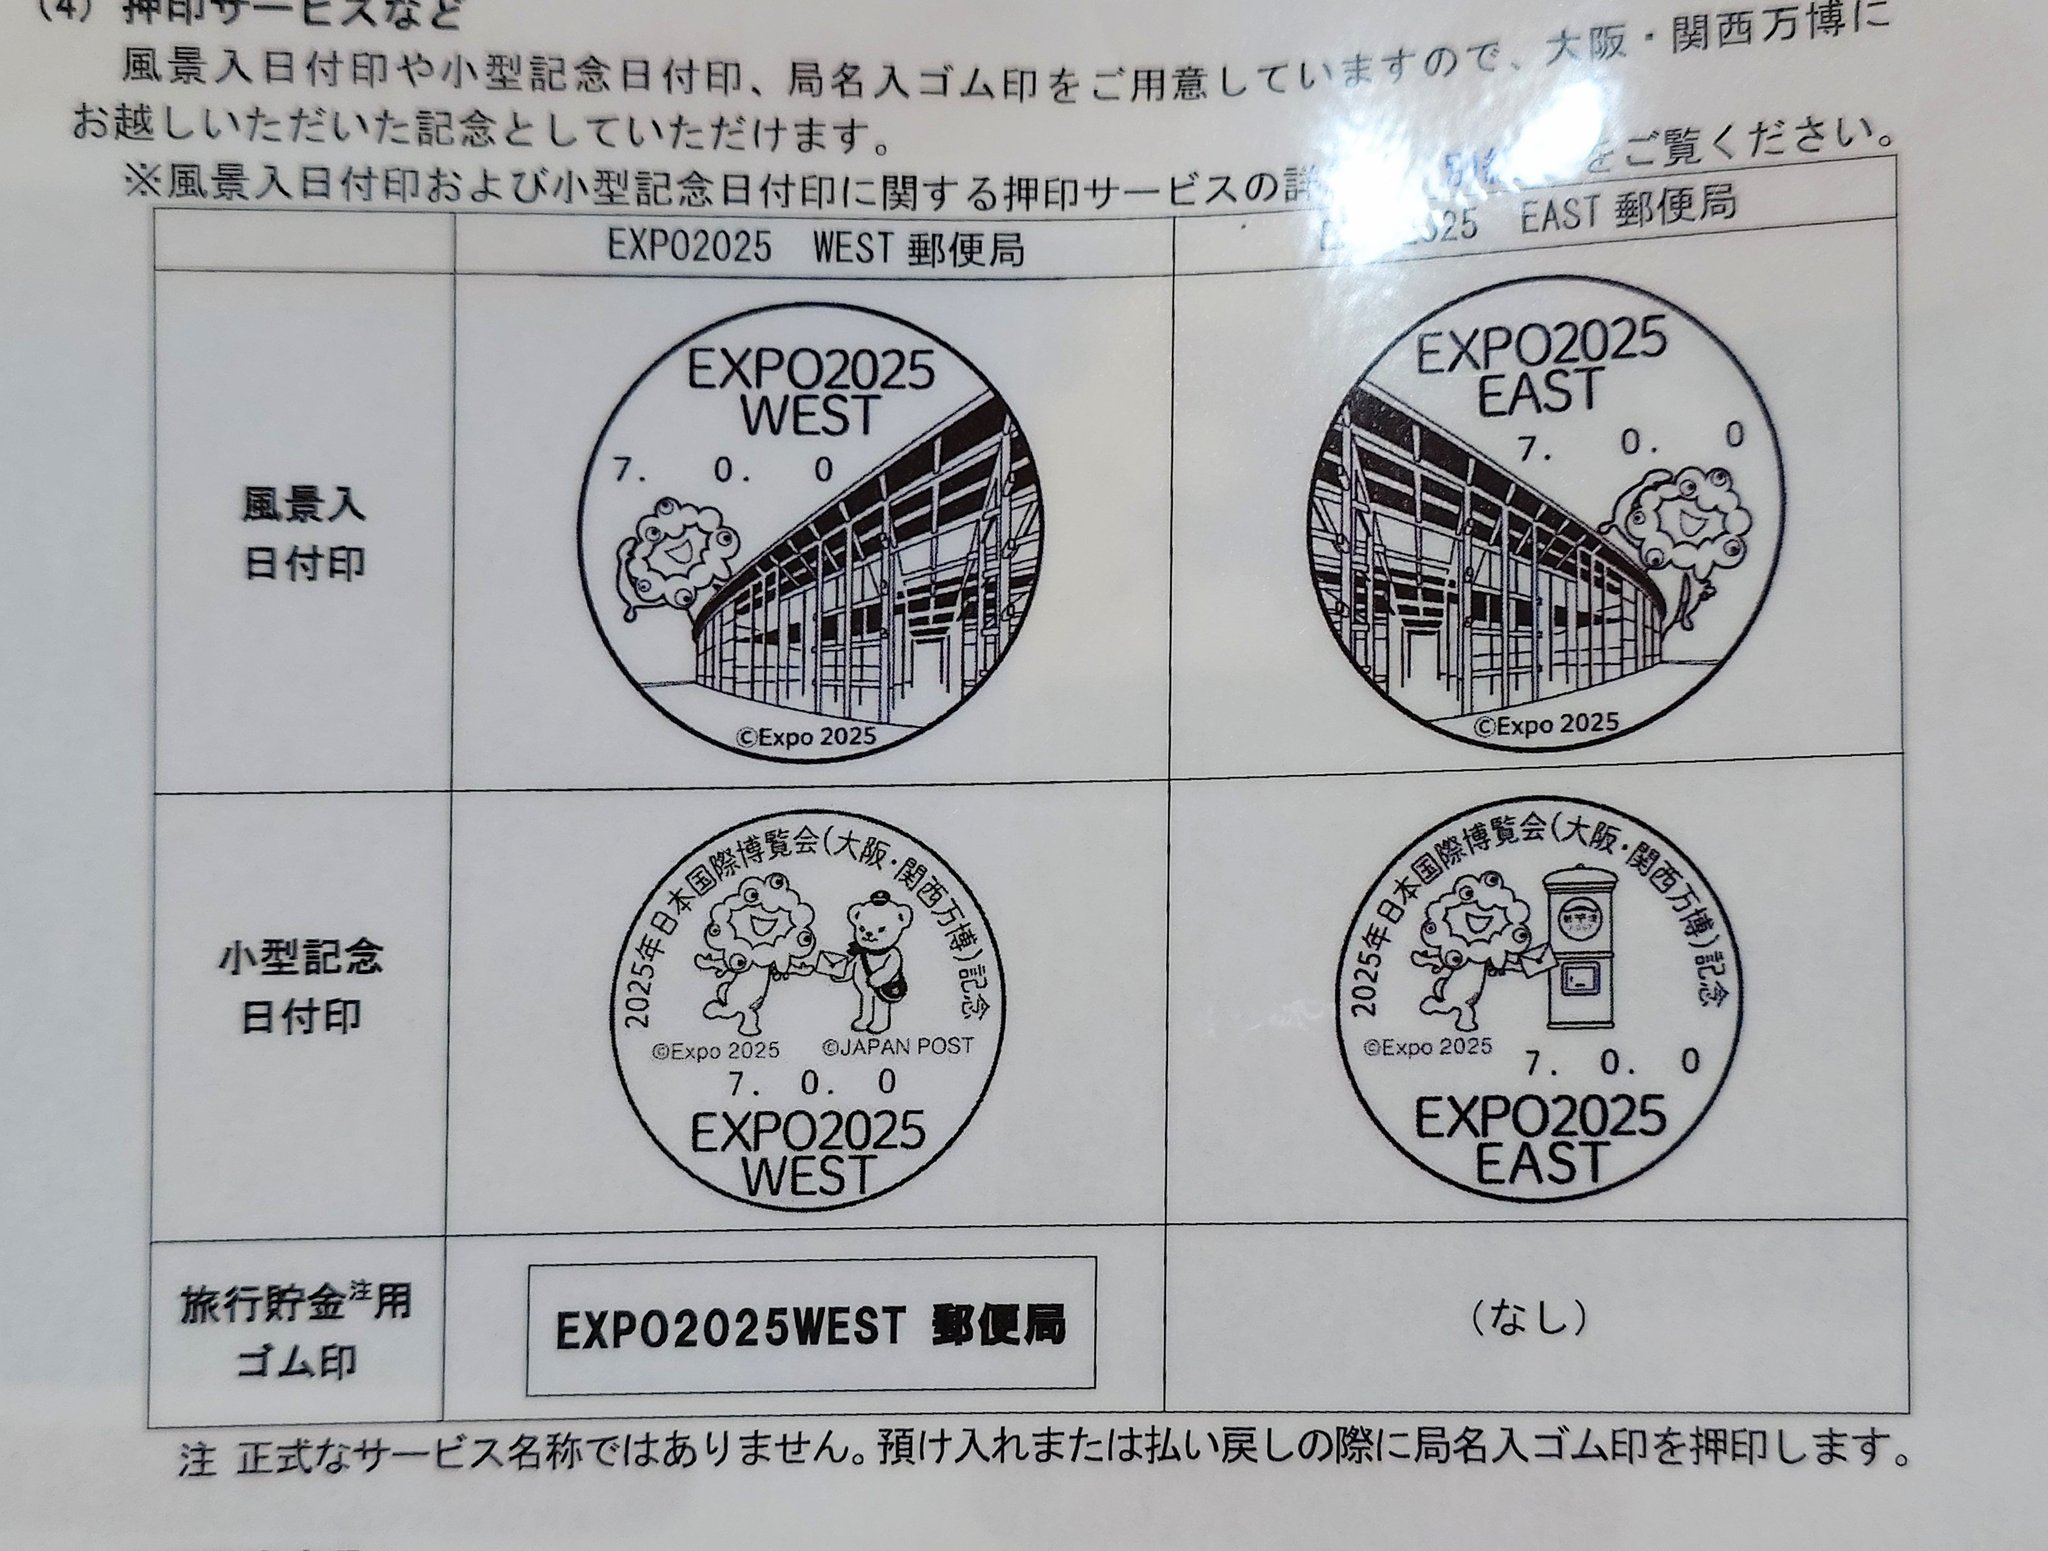 (4) 押印サービスなど
風景入日付印や小型記念日付印、局名入ゴム印をご用意していますので、大阪・関西万博に
お越しいただいた記念としていただけます。
※風景入日付印および小型記念日付印に関する押印サービスの詳 をご覧ください。
EXPO2025 WEST郵便局
2025 EAST郵便局
風景入
日付印
EXPO2025
WEST
7. 0. 0
©Expo 2025
EXPO2025
EAST
7. 0. 0
©Expo 2025
小型記念
日付印
2025年日本国際博覧会(大阪・関西万博)記念
©Expo 2025 ©JAPAN POST
7. 0. 0
EXPO2025
WEST
2025年日本国際博覧会(大阪・関西万博)記念
©Expo 2025
7. 0. 0
EXPO2025
EAST
旅行貯金注用
ゴム印
EXPO2025WEST 郵便局
(なし)
注 正式なサービス名称ではありません。預け入れまたは払い戻しの際に局名入ゴム印を押印します。